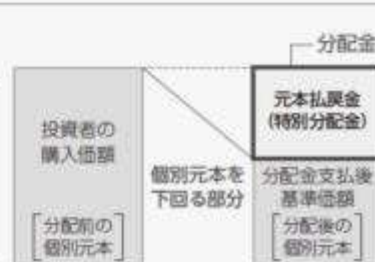 分配金
元本払戻金
(特別分配金)
投資者の
購入価額
個別元本を
下回る部分
分配金支払後
基準価額
分配前の
個別元本
分配後の
個別元本